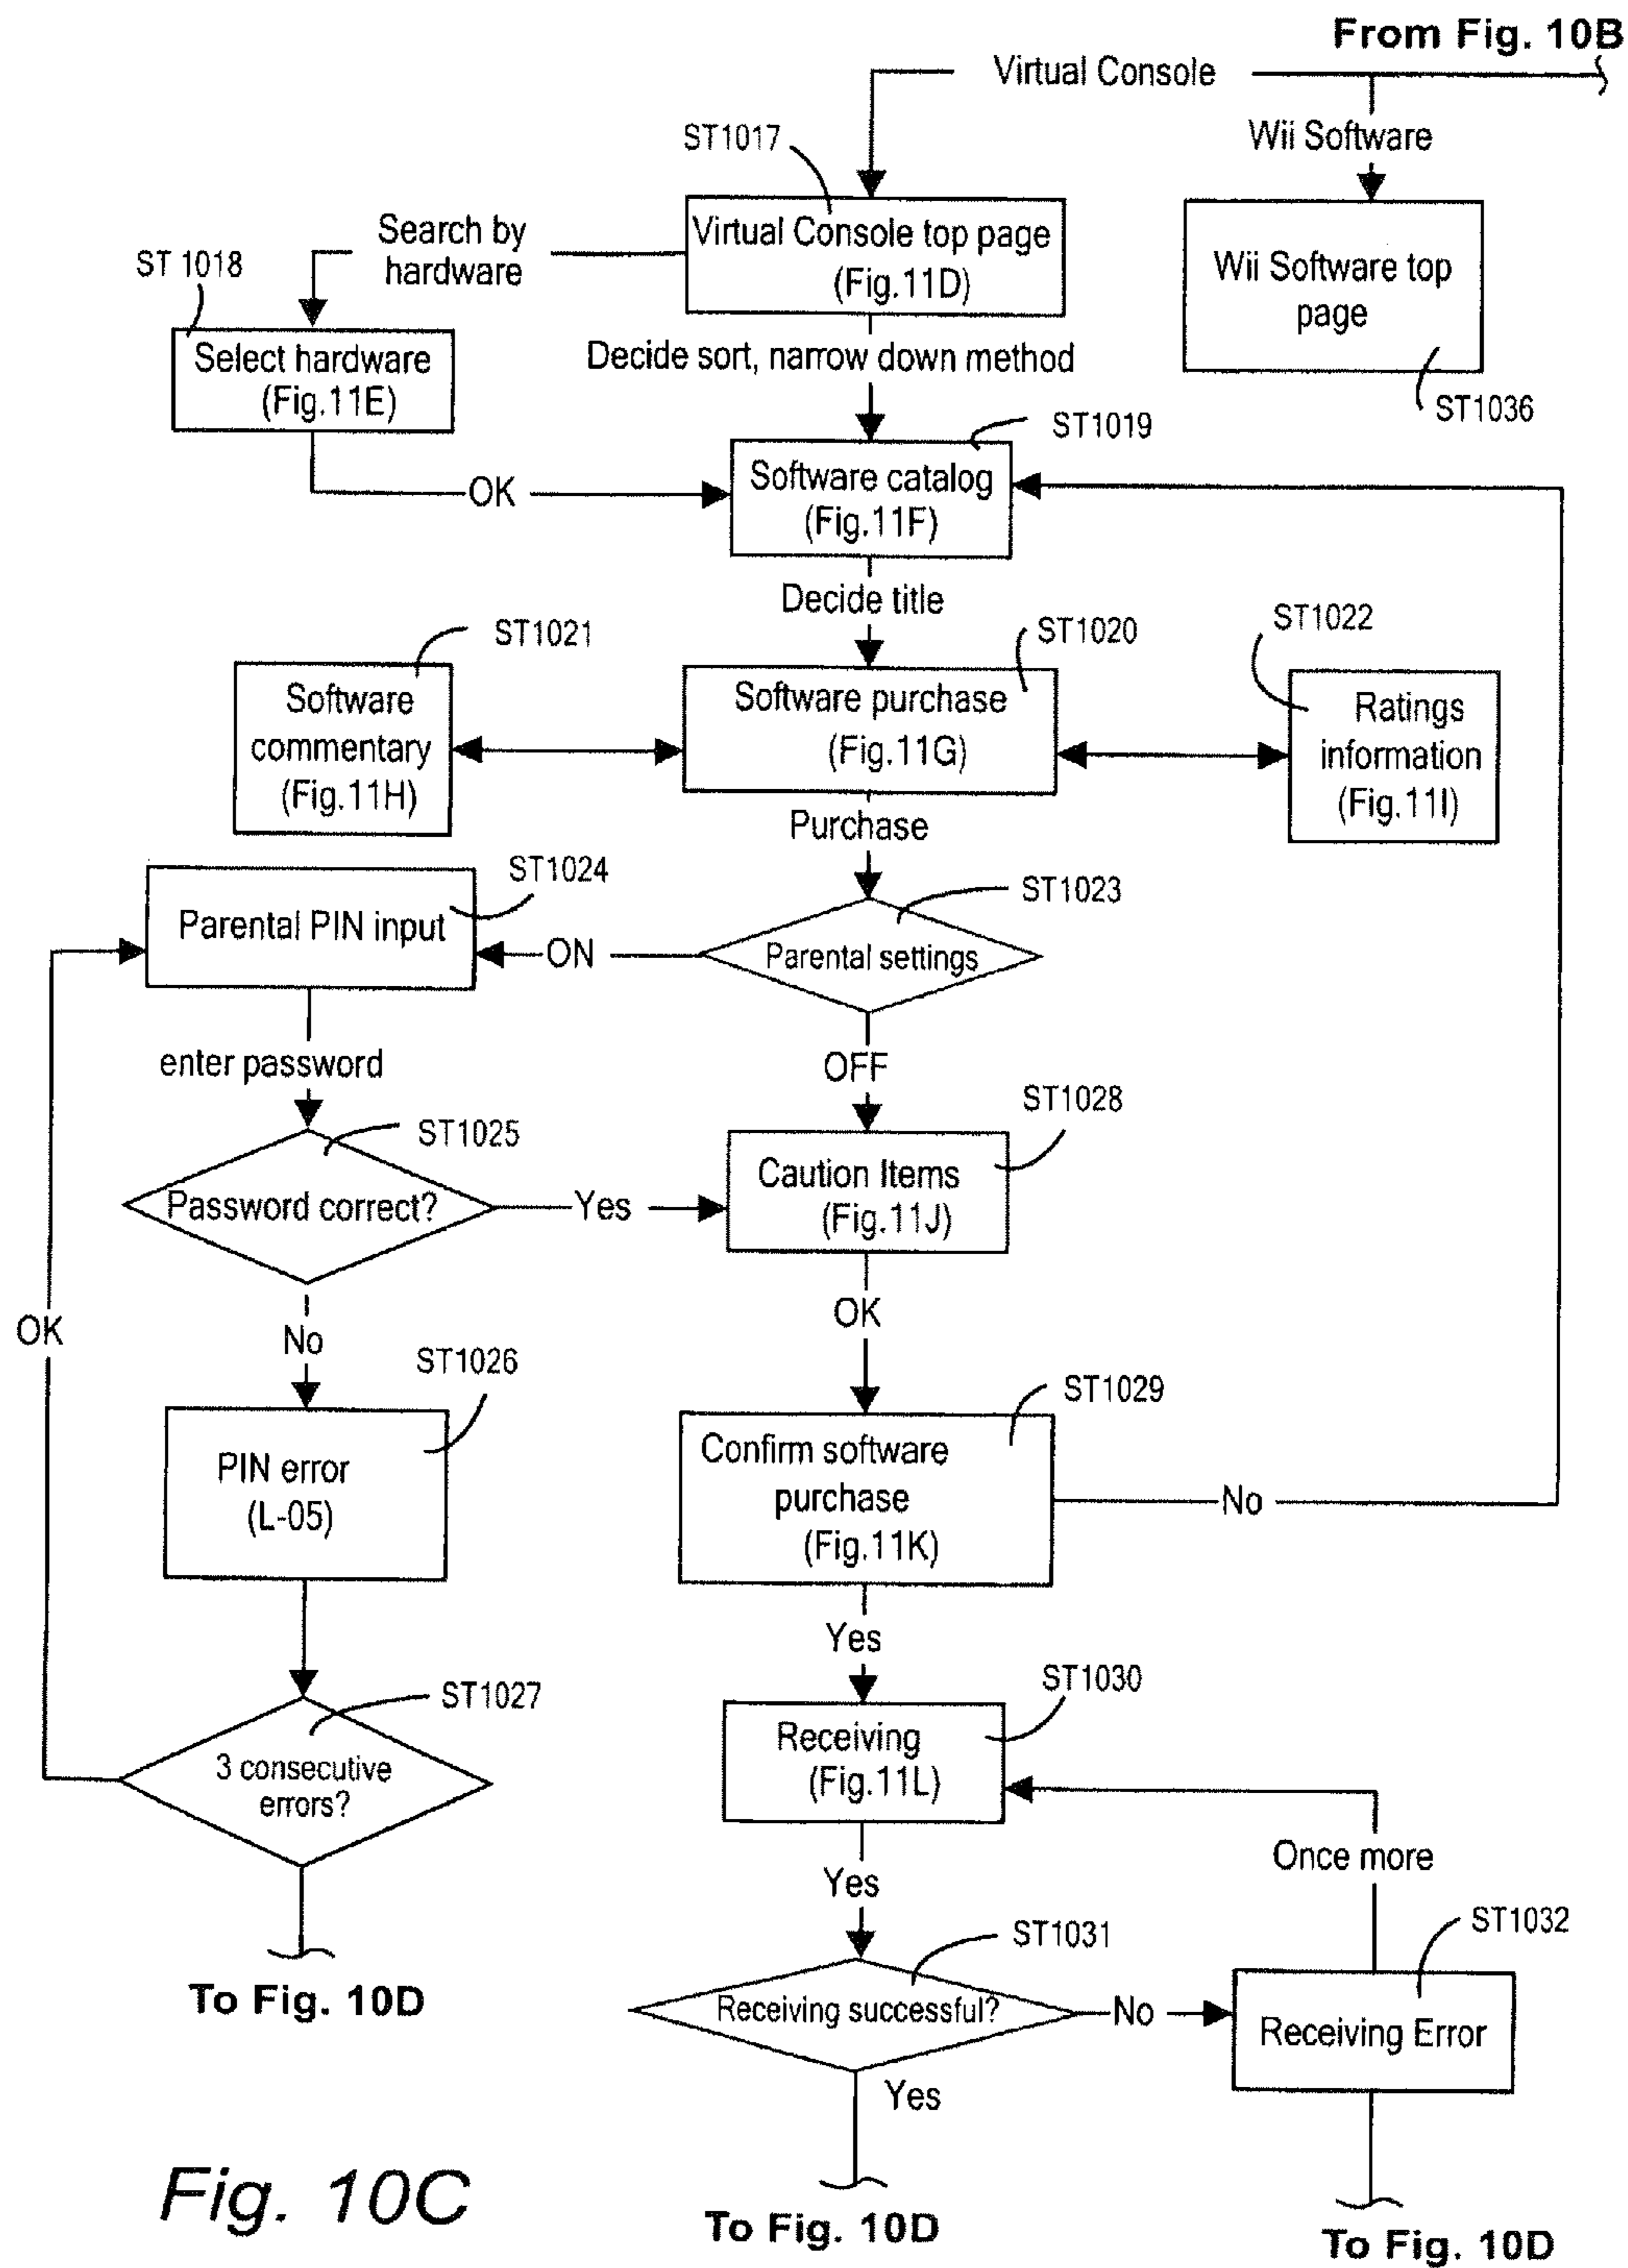 From Fig. 10B
Virtual Console
Wii Software
ST1017
Virtual Console top page
(Fig.11D)
Wii Software top
page
ST1036
Search by
hardware
ST 1018
Select hardware
(Fig.11E)
Decide sort, narrow down method
ST1019
OK
Software catalog
(Fig.11F)
Decide title
ST1021
ST1020
ST1022
Software
commentary
(Fig.11H)
Software purchase
(Fig.11G)
Ratings
information
(Fig.11I)
Purchase
ST1024
ST1023
Parental PIN input
ON
Parental settings
enter password
OFF
ST1025
ST1028
Password correct?
Yes
Caution Items
(Fig.11J)
OK
No
OK
ST1026
ST1029
PIN error
(L-05)
Confirm software
purchase
(Fig.11K)
No
Yes
ST1027
ST1030
3 consecutive
errors?
Receiving
(Fig.11L)
Once more
Yes
ST1031
ST1032
To Fig. 10D
Receiving successful?
No
Receiving Error
Yes
Fig. 10C
To Fig. 10D
To Fig. 10D